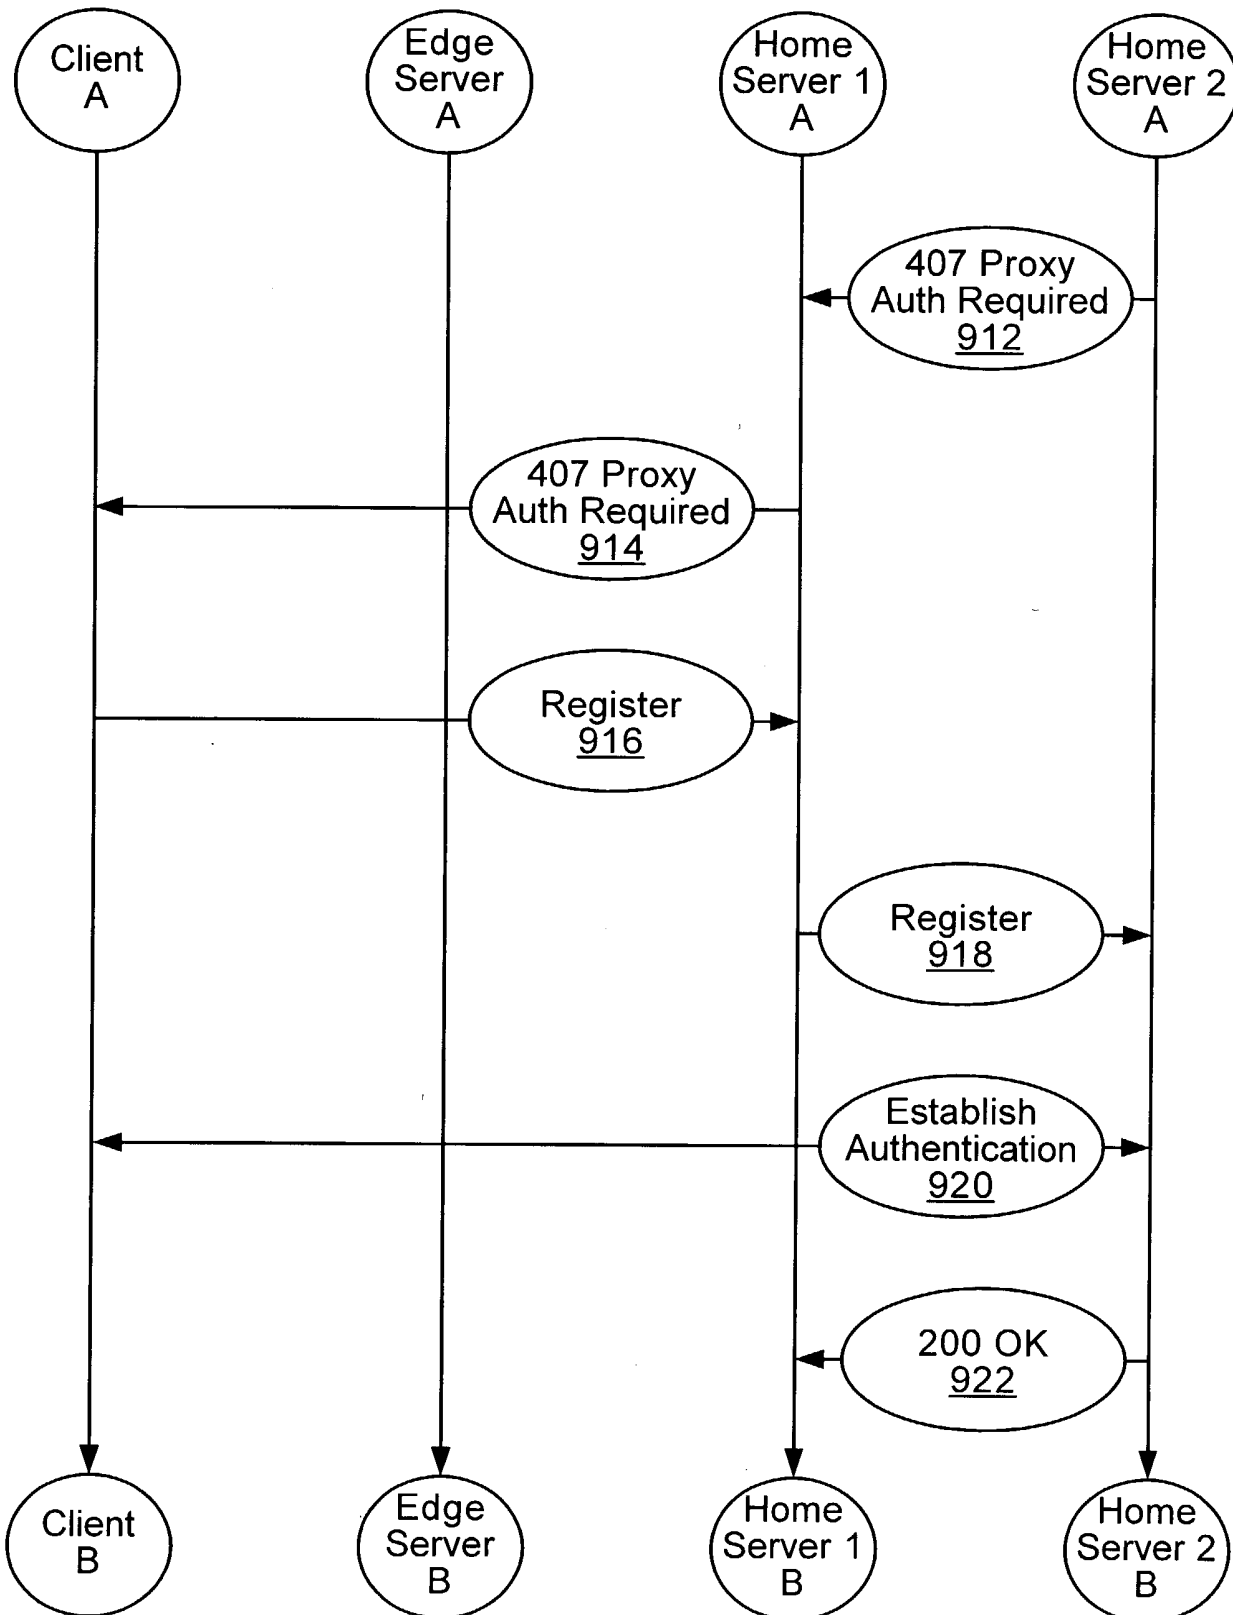 Client
A
Edge
Server
A
Home
Server 1
A
Home
Server 2
A
407 Proxy
Auth Required
912
407 Proxy
Auth Required
914
Register
916
Register
918
Establish
Authentication
920
200 OK
922
Client
B
Edge
Server
B
Home
Server 1
B
Home
Server 2
B